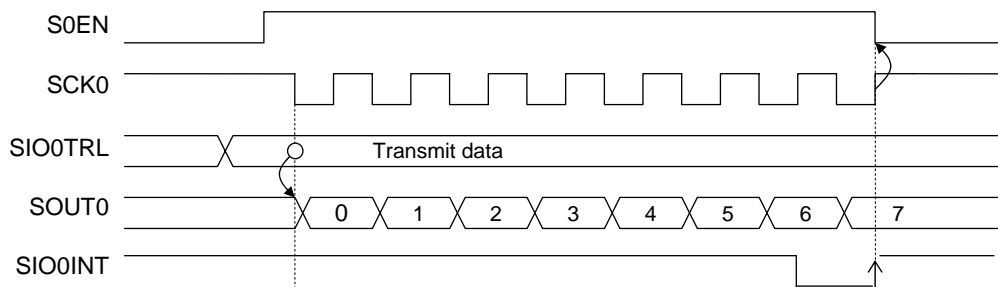 S0EN
SCK0
SIO0TRL Transmit data
SOUT0 0 1 2 3 4 5 6 7
SIO0INT